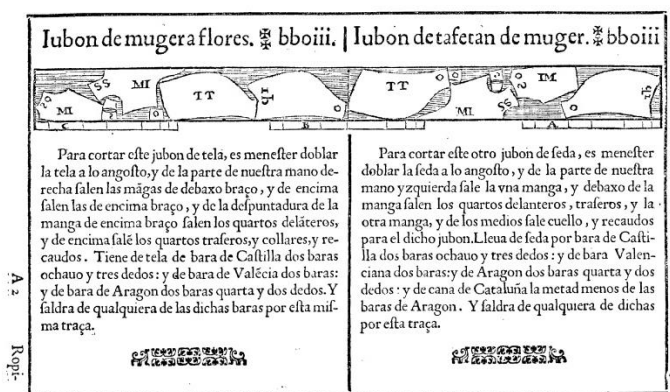 Iubon de muger a flores. ✠ bboiii. | Iubon de tafetan de muger. ✠ bboiii
MI
SS
MI
TT
TT
MI
SS
IM
C
B
A
Para cortar eſte jubon de tela, es meneſter doblar
la tela a lo angoſto, y de la parte de nueſtra mano de-
recha ſalen las mãgas de debaxo braço, y de encima
ſalen las de encima braço, y de la deſpuntadura de la
manga de encima braço ſalen los quartos delãteros,
y de encima ſalẽ los quartos traſeros, y collares, y re-
caudos. Tiene de tela de bara de Caſtilla dos baras
ochauo y tres dedos: y de bara de Valẽcia dos baras:
y de bara de Aragon dos baras quarta y dos dedos. Y
ſaldra de qualquiera de las dichas baras por eſta miſ-
ma traça.
Para cortar eſte otro jubon de ſeda, es meneſter
doblar la ſeda a lo angoſto, y de la parte de nueſtra
mano yzquierda ſale la vna manga, y debaxo de la
manga ſalen los quartos delanteros, traſeros, y la
otra manga, y de los medios ſale cuello, y recaudos
para el dicho jubon. Lleua de ſeda por bara de Caſti-
lla dos baras ochauo y tres dedos: y de bara Valen-
ciana dos baras: y de Aragon dos baras quarta y dos
dedos: y de cana de Cataluña la metad menos de las
baras de Aragon. Y ſaldra de qualquiera de dichas
por eſta traça.
A 2
Ropi-